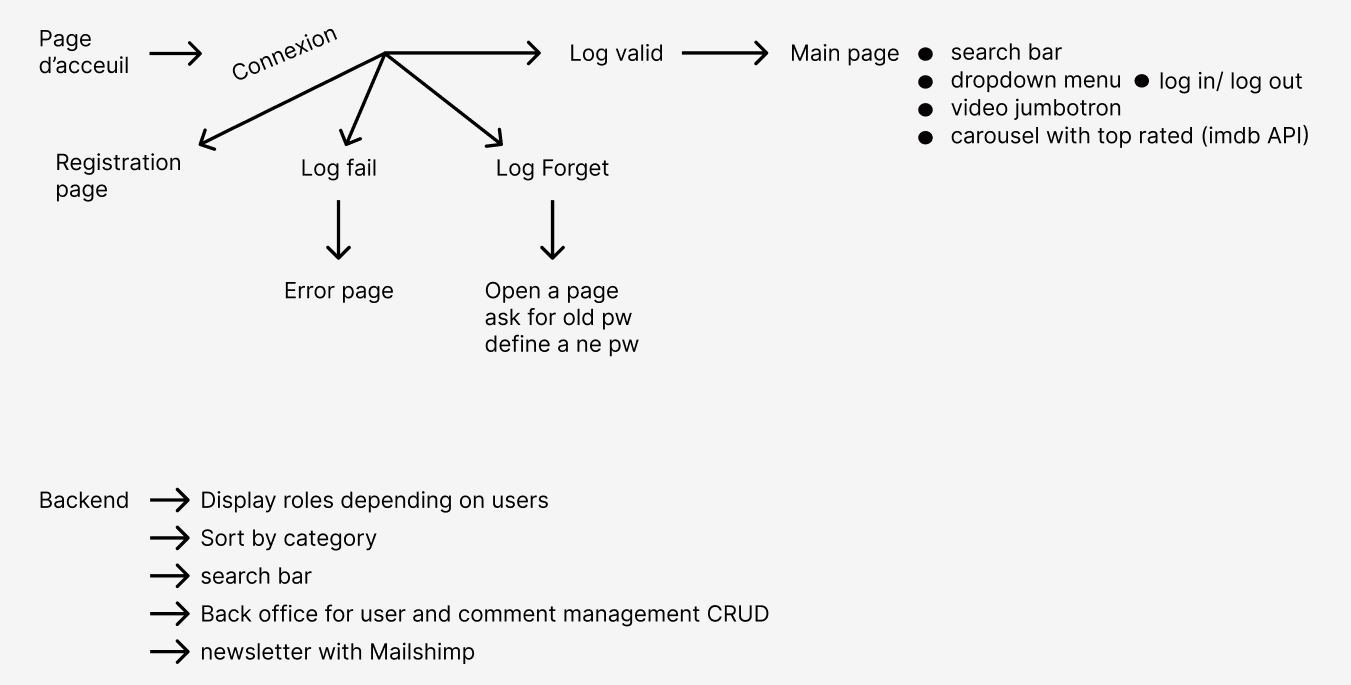 Page
d’acceuil
Connexion
Log valid
Main page
search bar
dropdown menu
log in/ log out
video jumbotron
carousel with top rated (imdb API)
Registration
page
Log fail
Log Forget
Error page
Open a page
ask for old pw
define a ne pw
Backend
Display roles depending on users
Sort by category
search bar
Back office for user and comment management CRUD
newsletter with Mailshimp